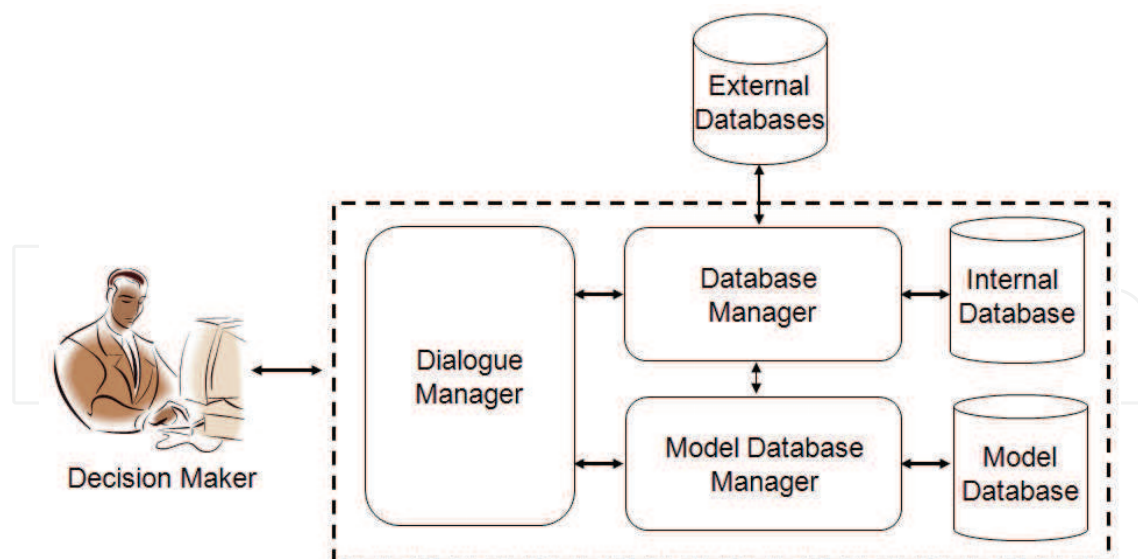 External
Databases
Database
Manager
Internal
Database
Dialogue
Manager
Model Database
Manager
Model
Database
Decision Maker